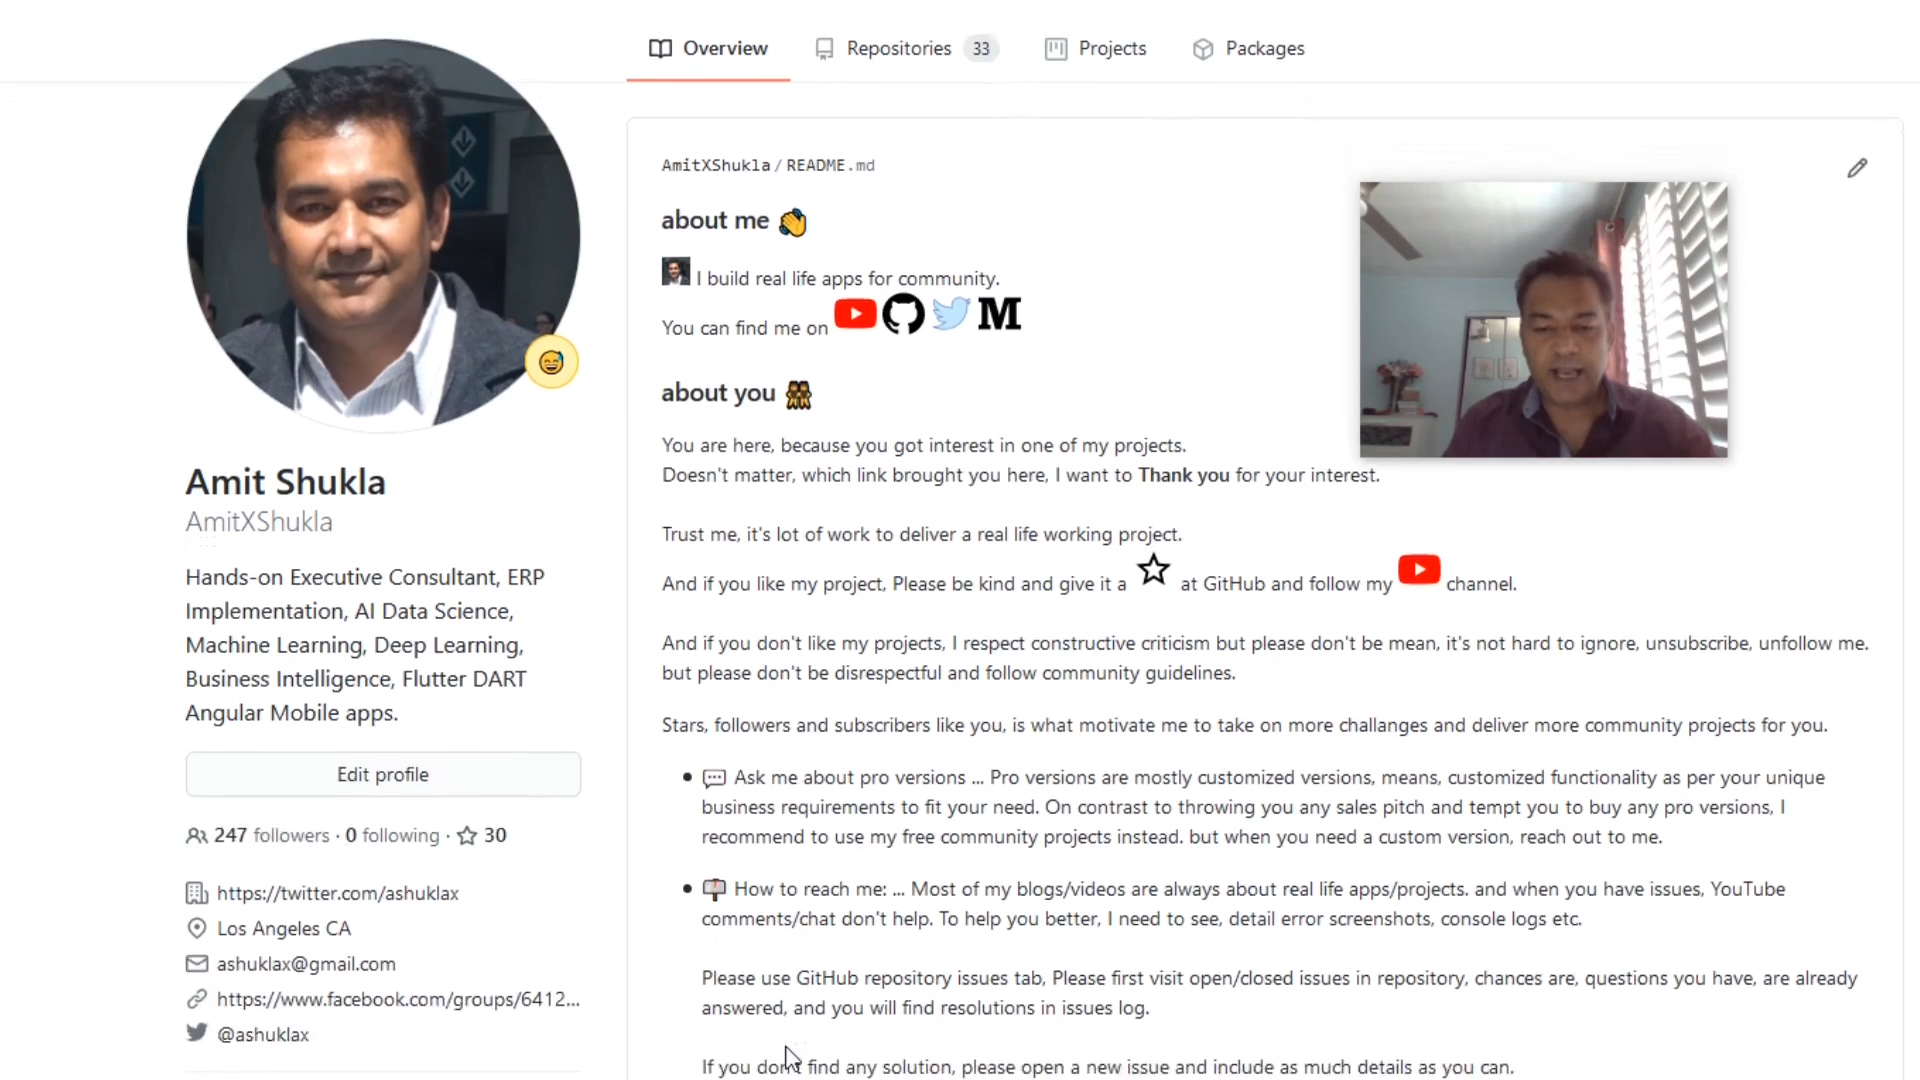 Overview
Repositories 33
Projects
Packages
AmitXShukla / README.md
about me
I build real life apps for community.
You can find me on
M
about you
You are here, because you got interest in one of my projects.
Doesn't matter, which link brought you here, I want to Thank you for your interest.
Trust me, it's lot of work to deliver a real life working project.
And if you like my project, Please be kind and give it a at GitHub and follow my channel.
And if you don't like my projects, I respect constructive criticism but please don't be mean, it's not hard to ignore, unsubscribe, unfollow me.
but please don't be disrespectful and follow community guidelines.
Stars, followers and subscribers like you, is what motivate me to take on more challanges and deliver more community projects for you.
Ask me about pro versions ... Pro versions are mostly customized versions, means, customized functionality as per your unique
business requirements to fit your need. On contrast to throwing you any sales pitch and tempt you to buy any pro versions, I
recommend to use my free community projects instead. but when you need a custom version, reach out to me.
How to reach me: ... Most of my blogs/videos are always about real life apps/projects. and when you have issues, YouTube
comments/chat don't help. To help you better, I need to see, detail error screenshots, console logs etc.
Please use GitHub repository issues tab, Please first visit open/closed issues in repository, chances are, questions you have, are already
answered, and you will find resolutions in issues log.
If you don't find any solution, please open a new issue and include as much details as you can.
Amit Shukla
AmitXShukla
Hands-on Executive Consultant, ERP
Implementation, AI Data Science,
Machine Learning, Deep Learning,
Business Intelligence, Flutter DART
Angular Mobile apps.
Edit profile
247 followers · 0 following · 30
https://twitter.com/ashuklax
Los Angeles CA
ashuklax@gmail.com
https://www.facebook.com/groups/6412...
@ashuklax